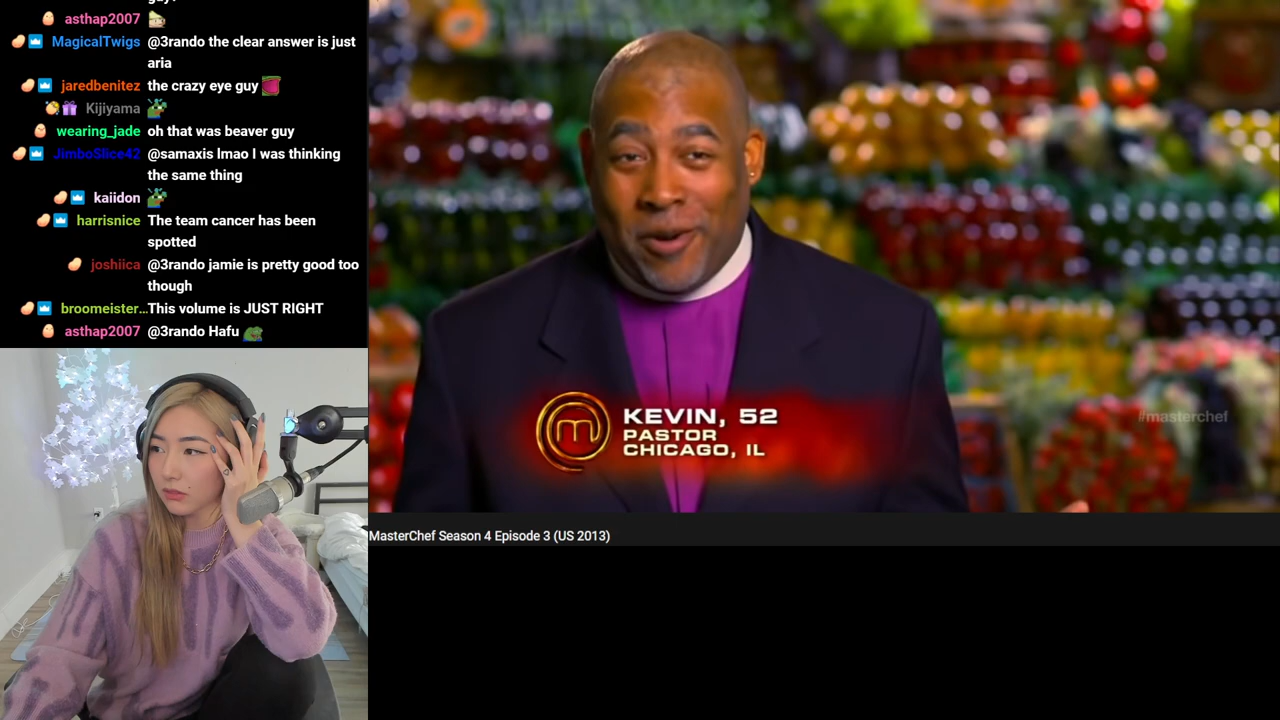 guy?
asthap2007
MagicalTwigs @3rando the clear answer is just
aria
jaredbenitez the crazy eye guy
Kijiyama
wearing_jade oh that was beaver guy
JimboSlice42 @samaxis lmao I was thinking
the same thing
kaiidon
harrisnice The team cancer has been
spotted
joshiica @3rando jamie is pretty good too
though
broomeister… This volume is JUST RIGHT
asthap2007 @3rando Hafu
KEVIN, 52
PASTOR
CHICAGO, IL
#masterchef
MasterChef Season 4 Episode 3 (US 2013)